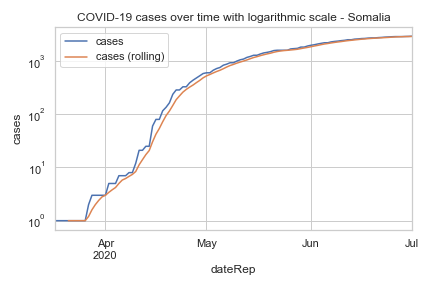 COVID-19 cases over time with logarithmic scale - Somalia
cases
cases (rolling)
10³
10²
10¹
10⁰
cases
Apr
2020
May
Jun
Jul
dateRep